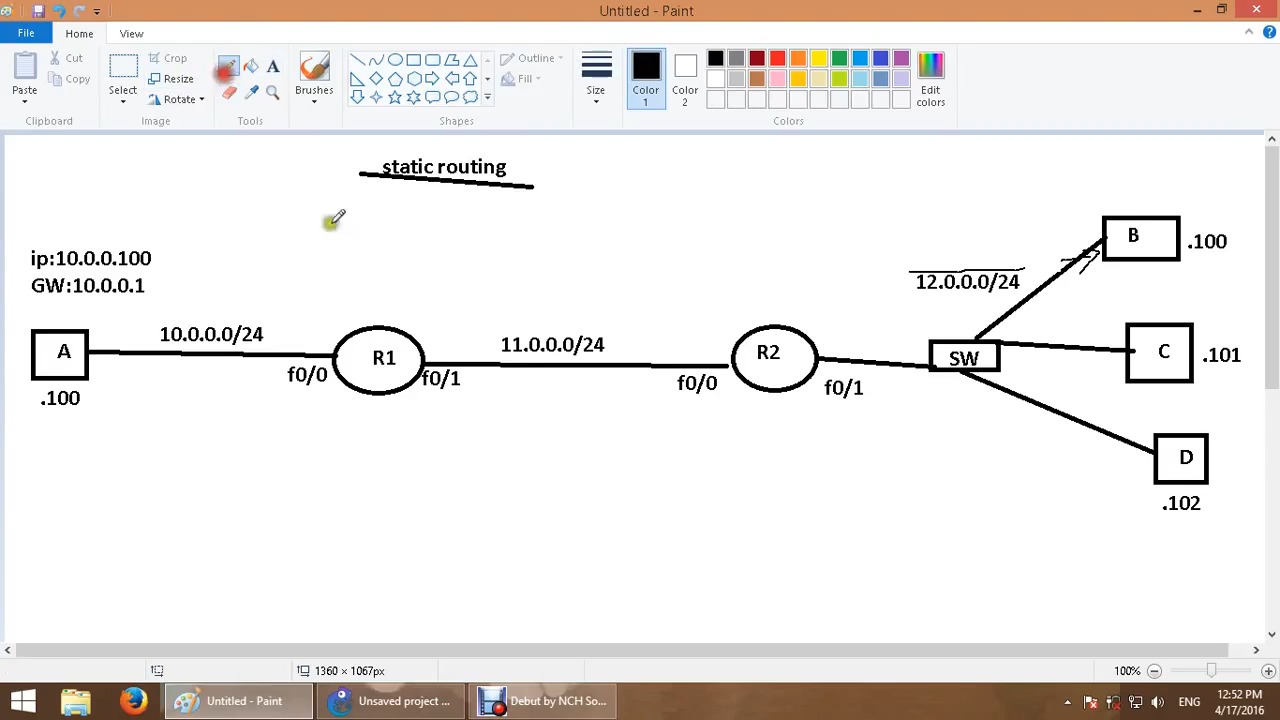 Untitled - Paint
File
Home
View
Paste
Cut
Copy
Clipboard
Select
Crop
Resize
Rotate
Image
A
Tools
Brushes
Outline
Fill
Shapes
Size
Color 1
Color 2
Edit colors
Colors
static routing
ip:10.0.0.100
GW:10.0.0.1
A
.100
10.0.0.0/24
f0/0
R1
f0/1
11.0.0.0/24
f0/0
R2
f0/1
SW
12.0.0.0/24
B
.100
C
.101
D
.102
1360 × 1067px
100%
Untitled - Paint
Unsaved project ...
Debut by NCH So...
ENG
12:52 PM
4/17/2016